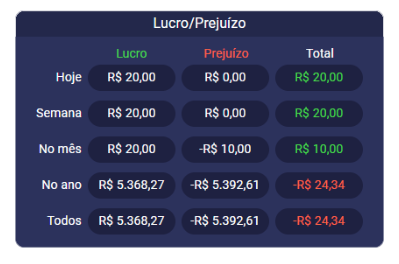 Lucro/Prejuízo
Lucro Prejuízo Total
Hoje R$ 20,00 R$ 0,00 R$ 20,00
Semana R$ 20,00 R$ 0,00 R$ 20,00
No mês R$ 20,00 -R$ 10,00 R$ 10,00
No ano R$ 5.368,27 -R$ 5.392,61 -R$ 24,34
Todos R$ 5.368,27 -R$ 5.392,61 -R$ 24,34